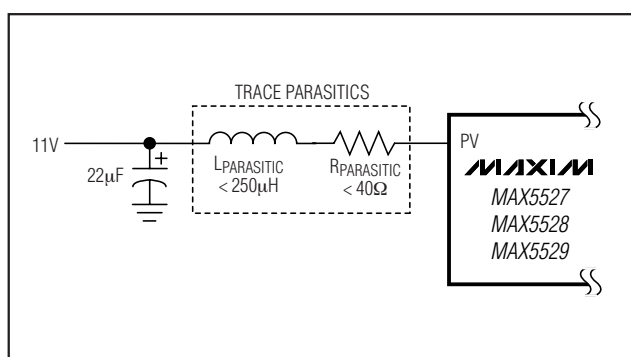 TRACE PARASITICS
11V
22µF
+
LPARASITIC
< 250µH
RPARASITIC
< 40Ω
PV
MAXIM
MAX5527
MAX5528
MAX5529